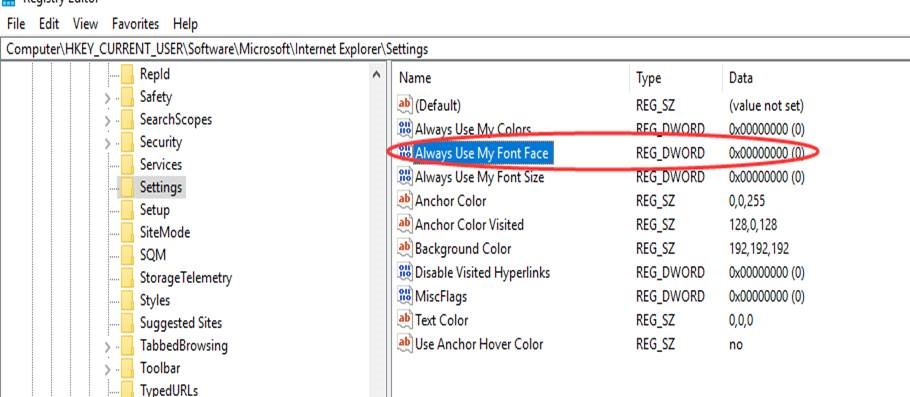 Registry Editor
File Edit View Favorites Help
Computer\HKEY_CURRENT_USER\Software\Microsoft\Internet Explorer\Settings
RepId
Safety
SearchScopes
Security
Services
Settings
Setup
SiteMode
SQM
StorageTelemetry
Styles
Suggested Sites
TabbedBrowsing
Toolbar
TypedURLs
Name Type Data
(Default) REG_SZ (value not set)
Always Use My Colors REG_DWORD 0x00000000 (0)
Always Use My Font Face REG_DWORD 0x00000000 (0)
Always Use My Font Size REG_DWORD 0x00000000 (0)
Anchor Color REG_SZ 0,0,255
Anchor Color Visited REG_SZ 128,0,128
Background Color REG_SZ 192,192,192
Disable Visited Hyperlinks REG_DWORD 0x00000000 (0)
MiscFlags REG_DWORD 0x00000000 (0)
Text Color REG_SZ 0,0,0
Use Anchor Hover Color REG_SZ no